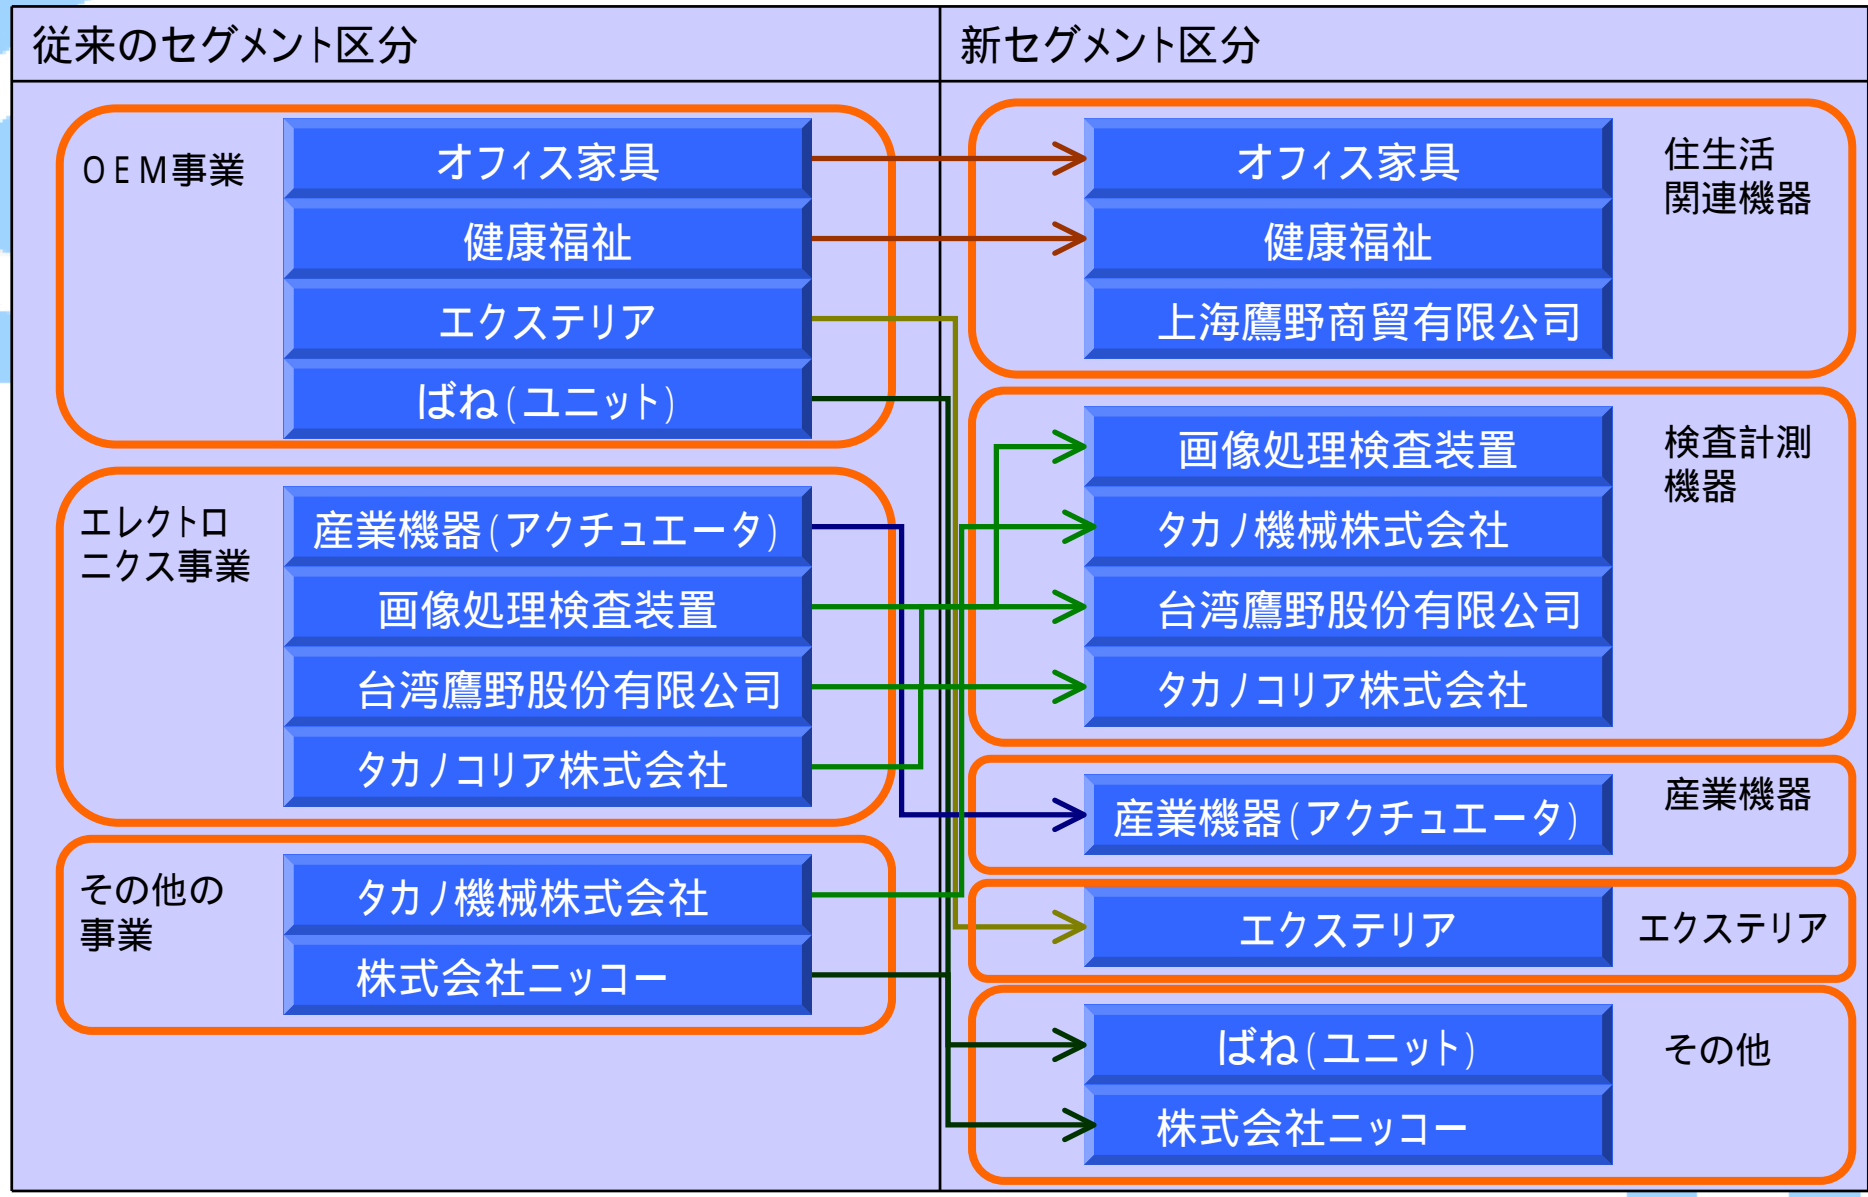 従来のセグメント区分
ＯＥＭ事業
オフィス家具
健康福祉
エクステリア
ばね(ユニット)
エレクトロ
ニクス事業
産業機器(アクチュエータ)
画像処理検査装置
台湾鷹野股份有限公司
タカノコリア株式会社
その他の
事業
タカノ機械株式会社
株式会社ニッコー
新セグメント区分
住生活
関連機器
オフィス家具
健康福祉
上海鷹野商貿有限公司
検査計測
機器
画像処理検査装置
タカノ機械株式会社
台湾鷹野股份有限公司
タカノコリア株式会社
産業機器
産業機器(アクチュエータ)
エクステリア
エクステリア
その他
ばね(ユニット)
株式会社ニッコー